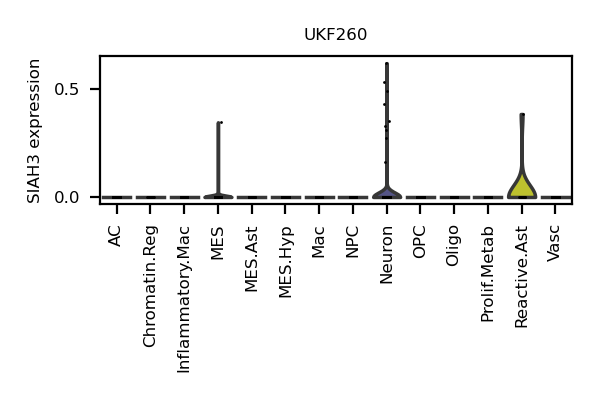 UKF260
SIAH3 expression
0.5
0.0
AC
Chromatin.Reg
Inflammatory.Mac
MES
MES.Ast
MES.Hyp
Mac
NPC
Neuron
OPC
Oligo
Prolif.Metab
Reactive.Ast
Vasc